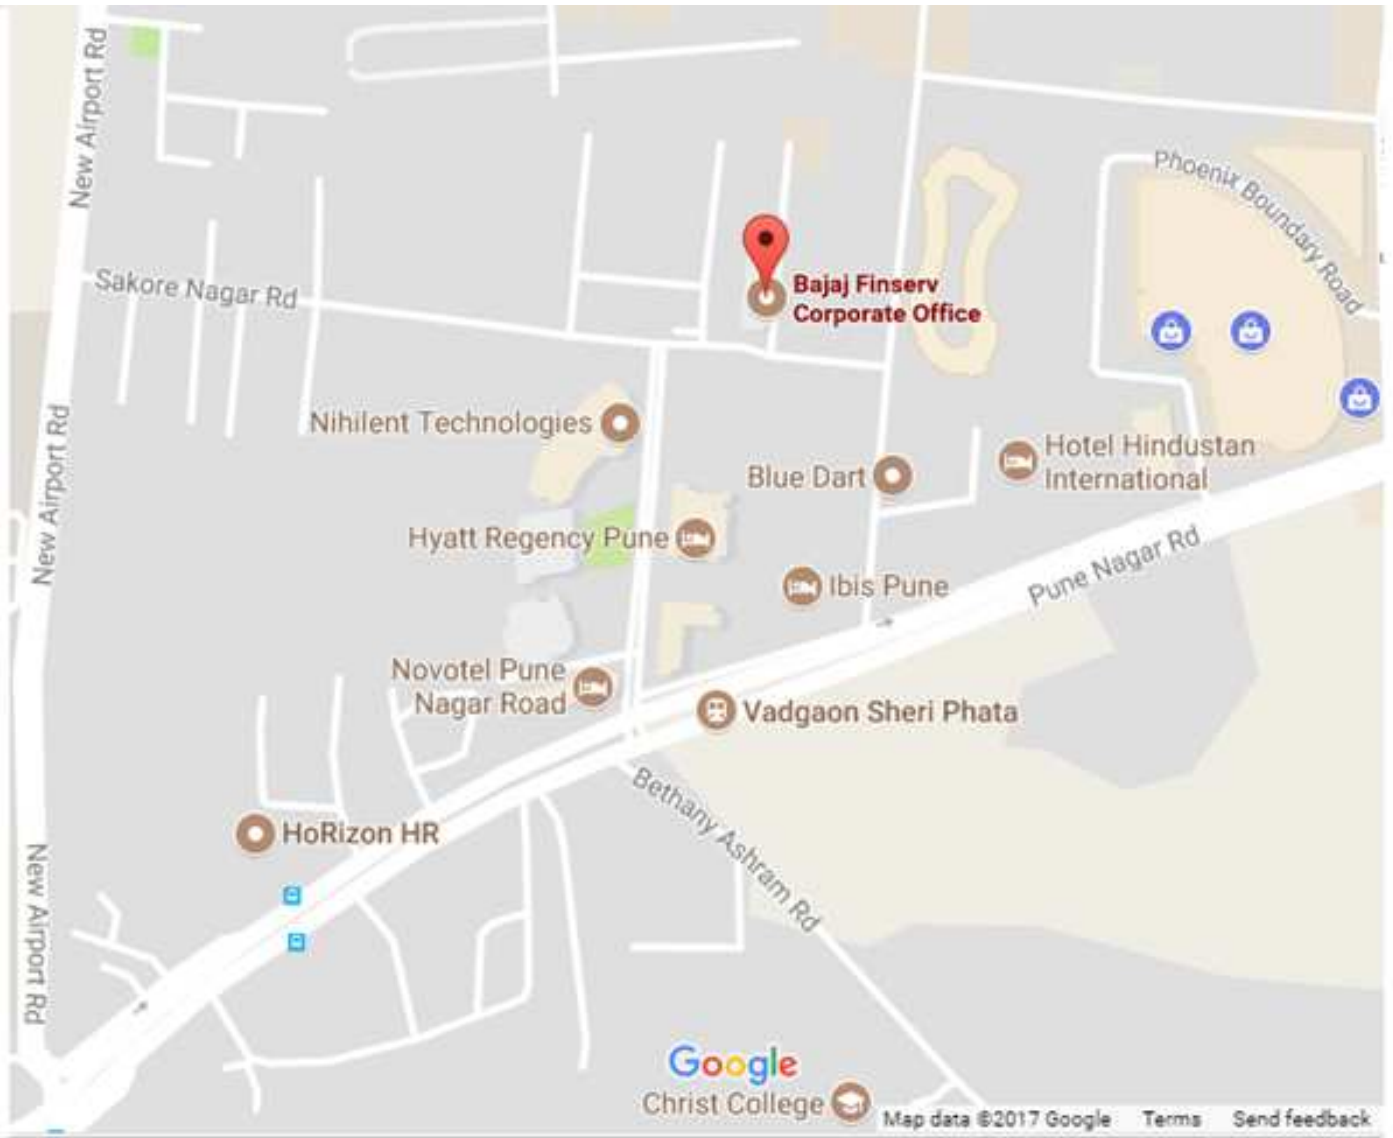 New Airport Rd
Phoenix Boundary Road
Sakore Nagar Rd
Bajaj Finserv
Corporate Office
Nihilent Technologies
Blue Dart
Hotel Hindustan
International
New Airport Rd
Hyatt Regency Pune
Ibis Pune
Pune Nagar Rd
Novotel Pune
Nagar Road
Vadgaon Sheri Phata
Bethany Ashram Rd
HoRizon HR
New Airport Rd
Google
Christ College
Map data ©2017 Google
Terms
Send feedback